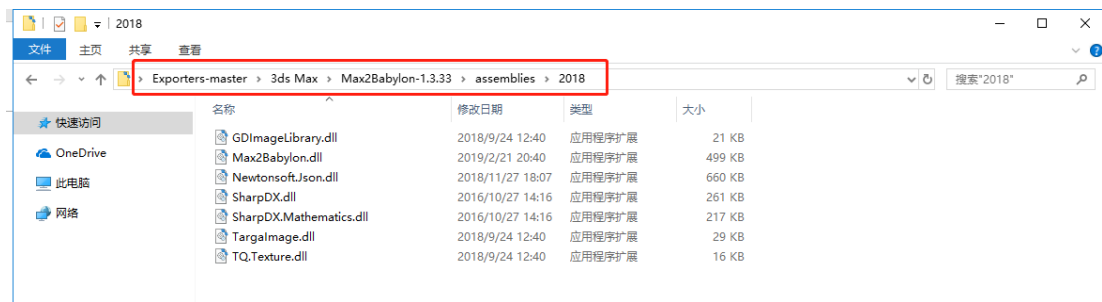 2018
文件 主页 共享 查看
Exporters-master > 3ds Max > Max2Babylon-1.3.33 > assemblies > 2018 搜索"2018"
名称 修改日期 类型 大小
快速访问
OneDrive
此电脑
网络
GDImageLibrary.dll 2018/9/24 12:40 应用程序扩展 21 KB
Max2Babylon.dll 2019/2/21 20:40 应用程序扩展 499 KB
Newtonsoft.Json.dll 2018/11/27 18:07 应用程序扩展 660 KB
SharpDX.dll 2016/10/27 14:16 应用程序扩展 261 KB
SharpDX.Mathematics.dll 2016/10/27 14:16 应用程序扩展 217 KB
TargaImage.dll 2018/9/24 12:40 应用程序扩展 29 KB
TQ.Texture.dll 2018/9/24 12:40 应用程序扩展 16 KB